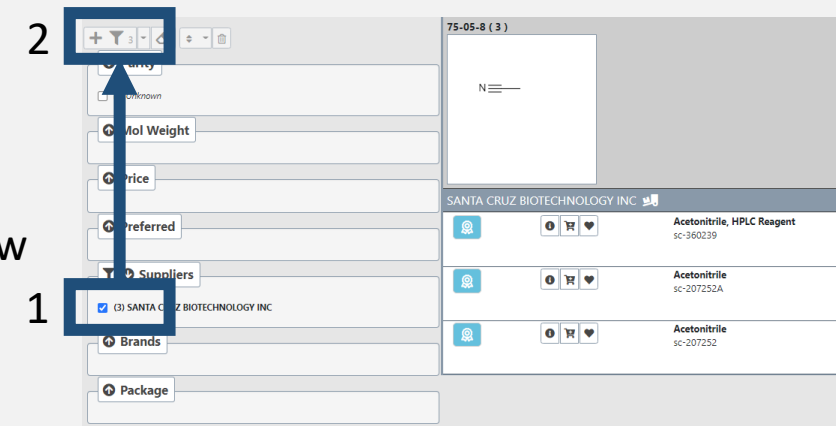 2
3
Purity
Unknown
Mol Weight
Price
Preferred
w
Suppliers
1
(3) SANTA CRUZ BIOTECHNOLOGY INC
Brands
Package
75-05-8 ( 3 )
N
SANTA CRUZ BIOTECHNOLOGY INC
Acetonitrile, HPLC Reagent
sc-360239
Acetonitrile
sc-207252A
Acetonitrile
sc-207252